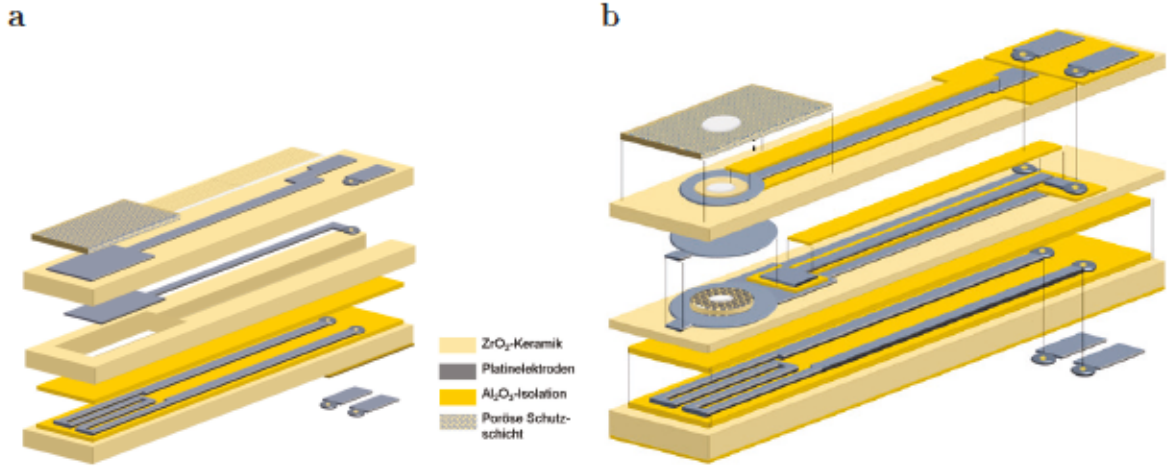 a
b
ZrO₂-Keramik
Platinelektroden
Al₂O₃-Isolation
Poröse Schutz-
schicht